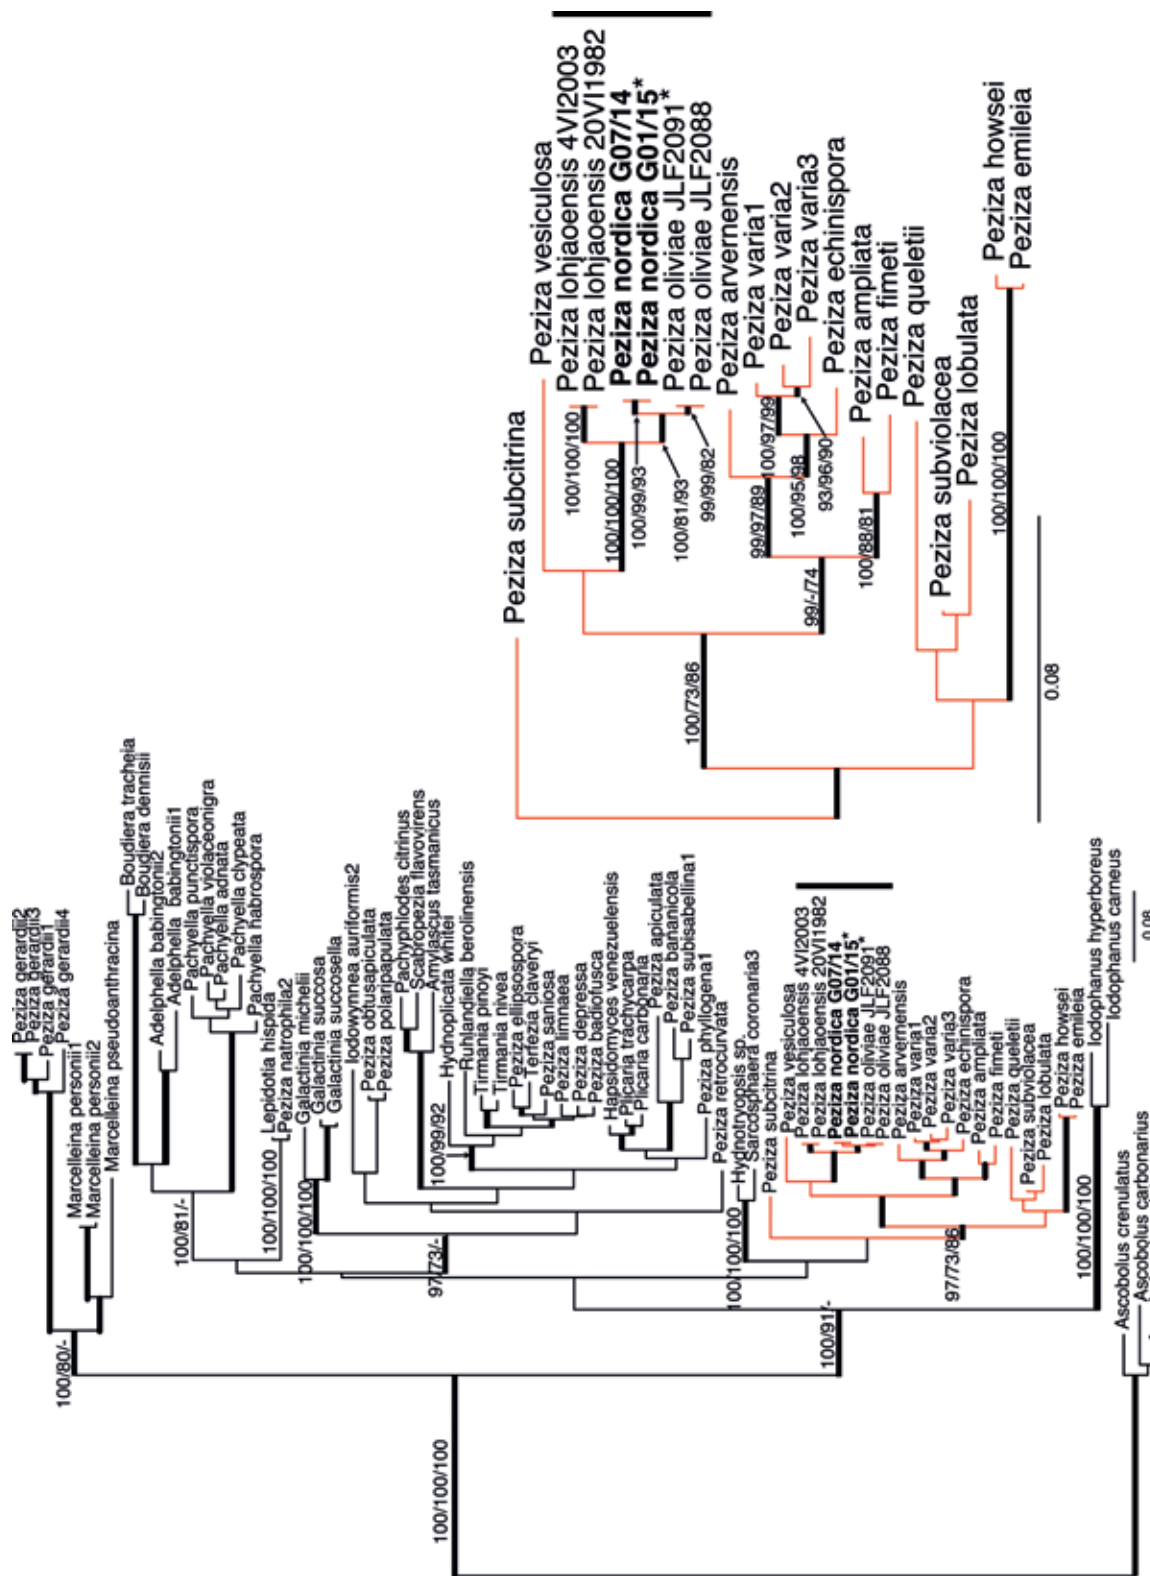 Peziza gerardii2
Peziza gerardii3
Peziza gerardii1
Peziza gerardii4
Marcelleina personii1
Marcelleina personii2
Marcelleina pseudoanthracina
Boudiera tracheia
Boudiera dennisii
Adelphella babingtonii2
Adelphella babingtonii1
Pachyella punctispora
Pachyella violaceonigra
Pachyella adnata
Pachyella clypeata
Pachyella habrospora
Lepidotia hispida
Peziza natrophila2
Galactinia michelii
Galactinia succosa
Galactinia succosella
Iodowynnea auriformis2
Peziza obtusapiculata
Peziza polaripapulata
Pachyphlodes citrinus
Scabropezia flavovirens
Amylascus tasmanicus
Hydnoplicata whitei
Ruhlandiella berolinensis
Tirmania pinoyi
Tirmania nivea
Peziza ellipsospora
Terfezia claveryi
Peziza saniosa
Peziza limnaea
Peziza depressa
Peziza badiofusca
Hapsidomyces venezuelensis
Plicaria trachycarpa
Plicaria carbonaria
Peziza apiculata
Peziza bananicola
Peziza subisabellina1
Peziza phyllogena1
Peziza retrocurvata
Hydnotryopsis sp.
Sarcosphaera coronaria3
Peziza subcitrina
Peziza vesiculosa
Peziza lohjaoensis 4VI2003
Peziza lohjaoensis 20VI1982
Peziza nordica G07/14
Peziza nordica G01/15*
Peziza oliviae JLF2091*
Peziza oliviae JLF2088
Peziza arvernensis
Peziza varia1
Peziza varia2
Peziza varia3
Peziza echinispora
Peziza ampliata
Peziza fimeti
Peziza queletii
Peziza subviolacea
Peziza lobulata
Peziza howsei
Peziza emileia
Iodophanus hyperboreus
Iodophanus carneus
Ascobolus crenulatus
Ascobolus carbonarius
100/80/-
100/81/-
100/100/100
100/100/100
97/73/-
100/99/92
100/100/100
97/73/86
100/91/-
100/100/100
100/100/100
0.08
Peziza subcitrina
Peziza vesiculosa
Peziza lohjaoensis 4VI2003
Peziza lohjaoensis 20VI1982
Peziza nordica G07/14
Peziza nordica G01/15*
Peziza oliviae JLF2091*
Peziza oliviae JLF2088
Peziza arvernensis
Peziza varia1
Peziza varia2
Peziza varia3
Peziza echinispora
Peziza ampliata
Peziza fimeti
Peziza queletii
Peziza subviolacea
Peziza lobulata
Peziza howsei
Peziza emileia
100/100/100
100/100/100
100/99/93
100/81/93
99/99/82
99/97/89
100/97/99
100/95/98
93/96/90
100/88/81
99/-/74
100/73/86
100/100/100
0.08